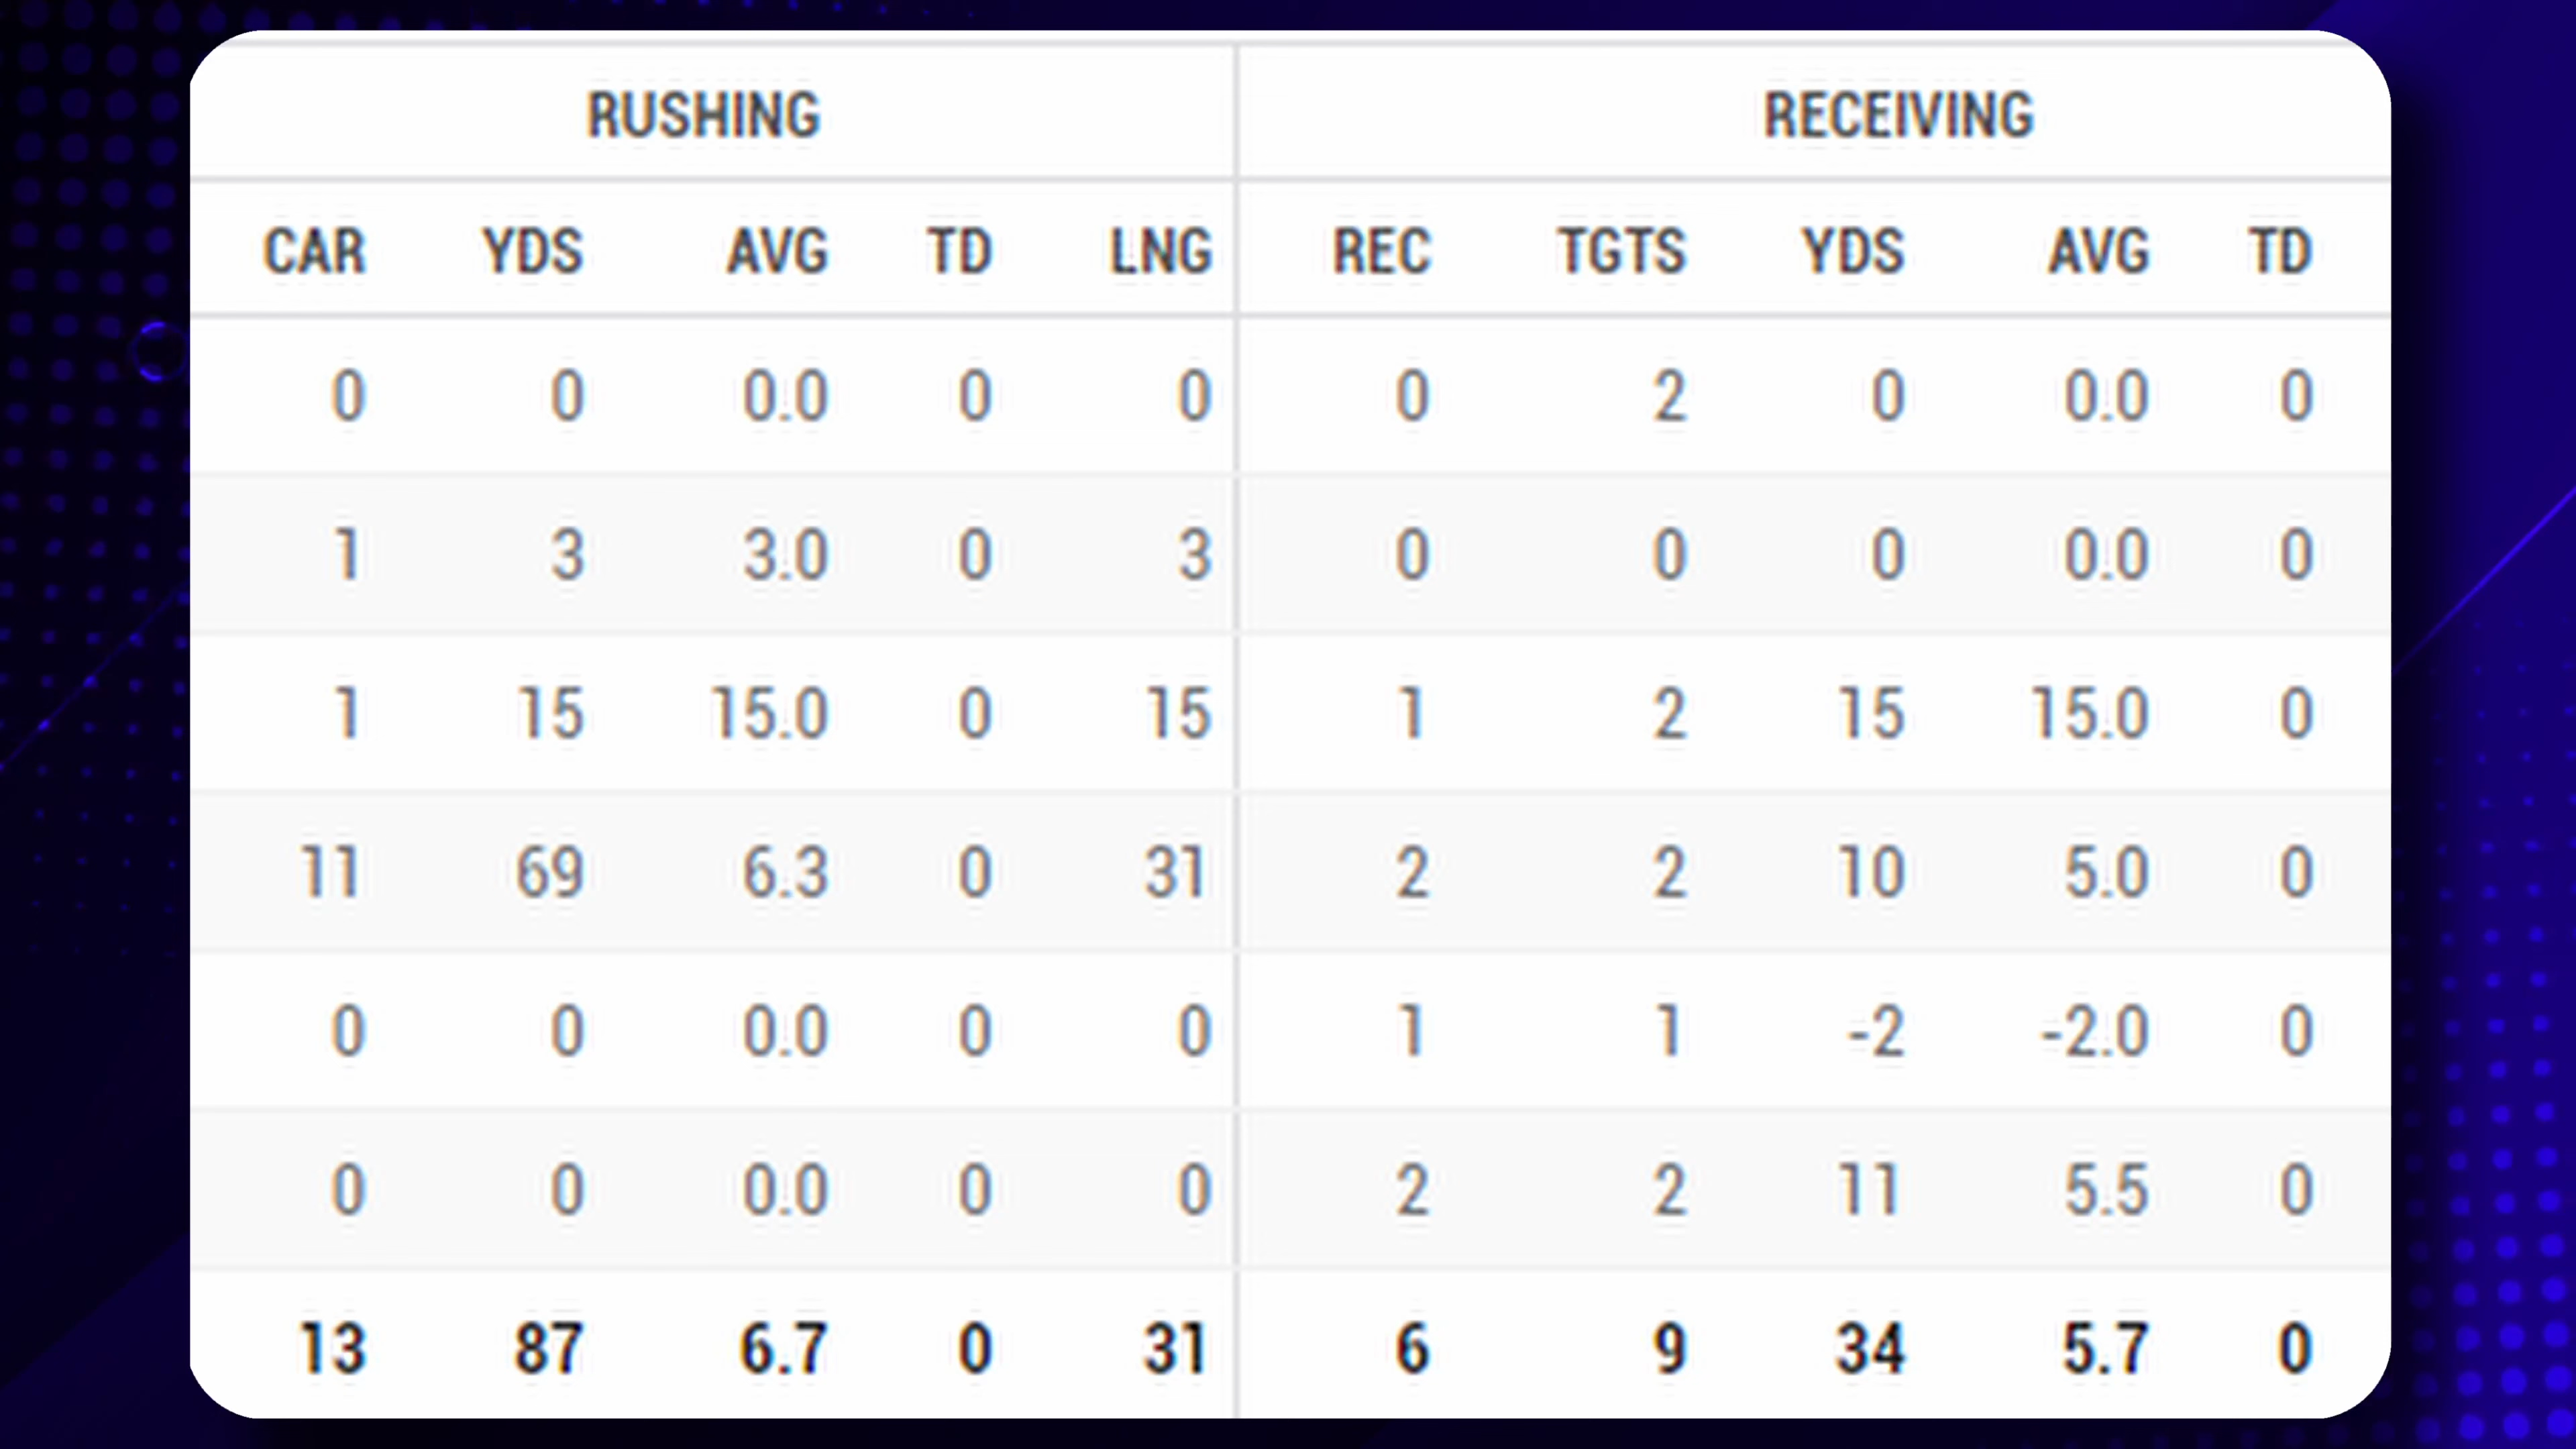 RUSHING RECEIVING
CAR YDS AVG TD LNG REC TGTS YDS AVG TD
0 0 0.0 0 0 0 2 0 0.0 0
1 3 3.0 0 3 0 0 0 0.0 0
1 15 15.0 0 15 1 2 15 15.0 0
11 69 6.3 0 31 2 2 10 5.0 0
0 0 0.0 0 0 1 1 -2 -2.0 0
0 0 0.0 0 0 2 2 11 5.5 0
13 87 6.7 0 31 6 9 34 5.7 0